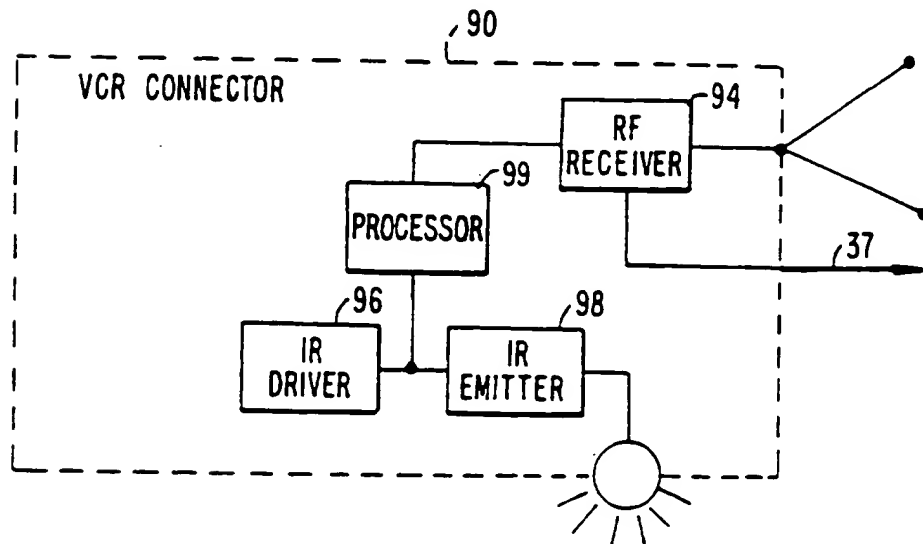 90
VCR CONNECTOR
94
RF
RECEIVER
99
PROCESSOR
37
96
IR
DRIVER
98
IR
EMITTER